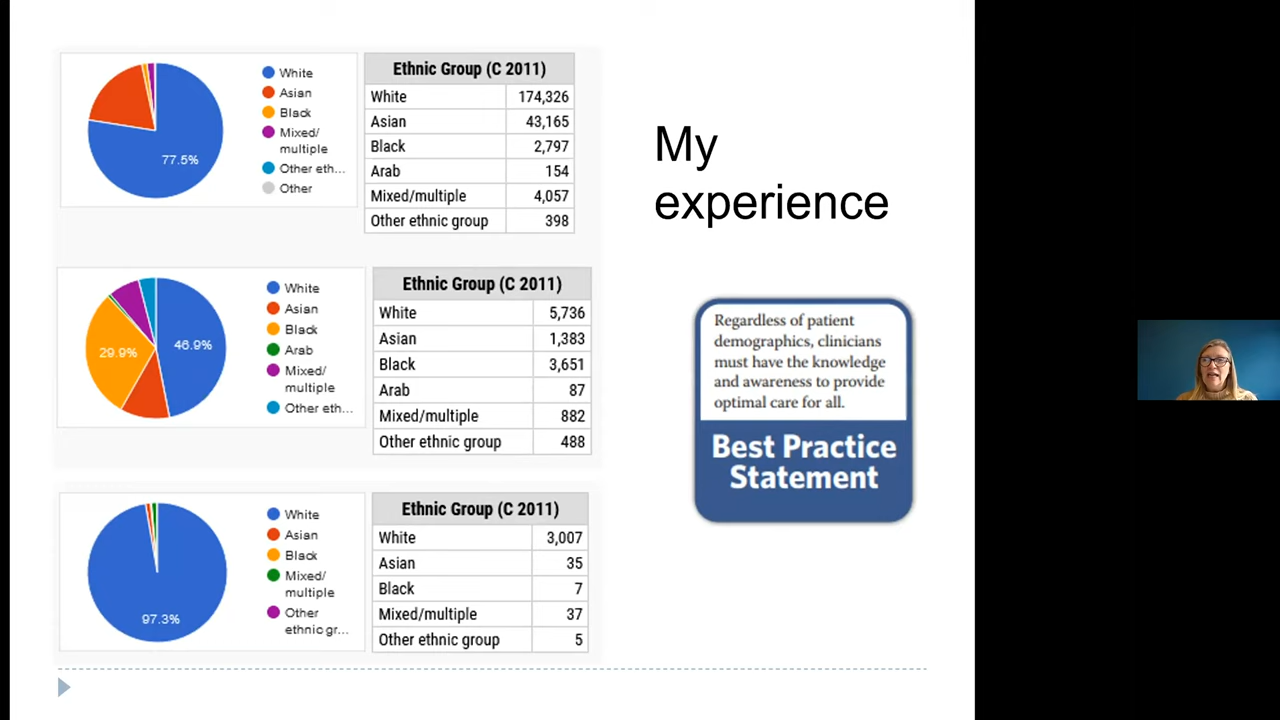 77.5%
White
Asian
Black
Mixed/
multiple
Other eth...
Other
Ethnic Group (C 2011)
White 174,326
Asian 43,165
Black 2,797
Arab 154
Mixed/multiple 4,057
Other ethnic group 398
My
experience
29.9%
46.9%
White
Asian
Black
Arab
Mixed/
multiple
Other eth...
Ethnic Group (C 2011)
White 5,736
Asian 1,383
Black 3,651
Arab 87
Mixed/multiple 882
Other ethnic group 488
Regardless of patient
demographics, clinicians
must have the knowledge
and awareness to provide
optimal care for all.
Best Practice
Statement
97.3%
White
Asian
Black
Mixed/
multiple
Other
ethnic gr...
Ethnic Group (C 2011)
White 3,007
Asian 35
Black 7
Mixed/multiple 37
Other ethnic group 5